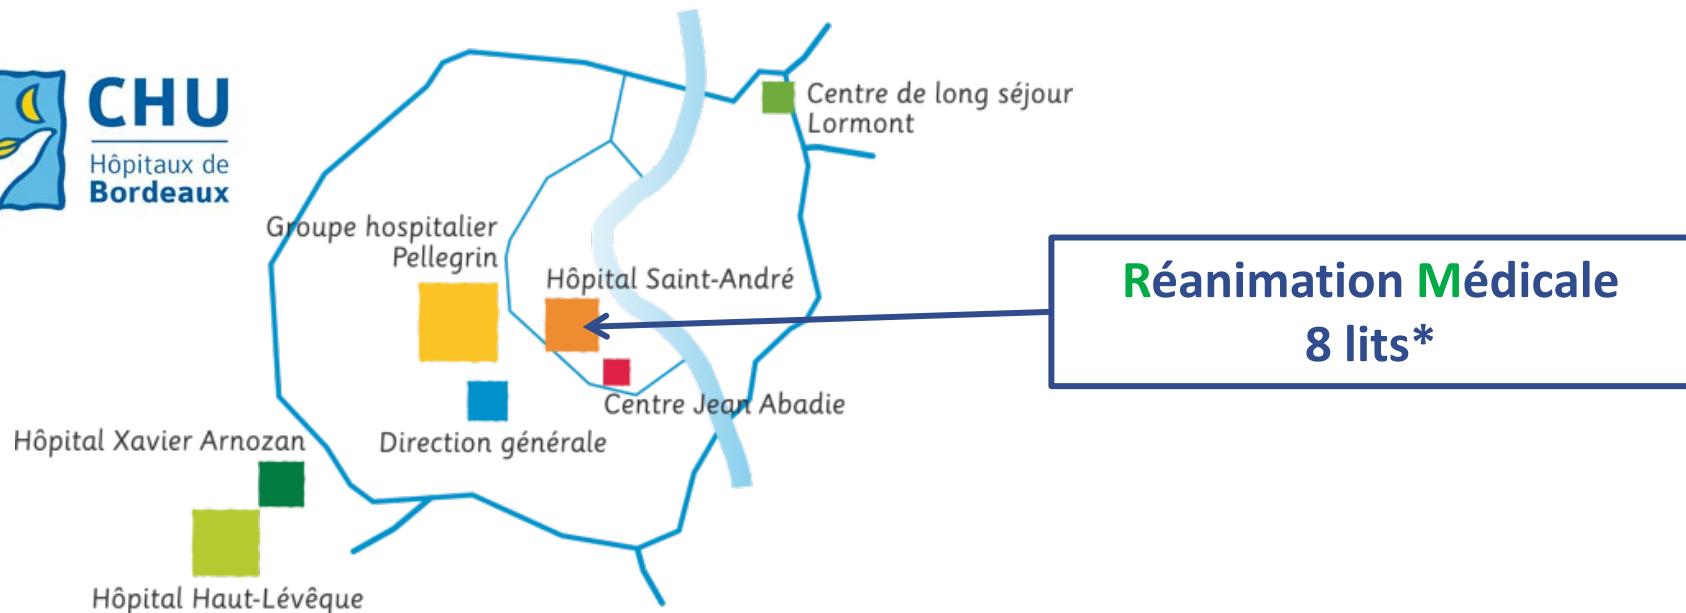 CHU
Hôpitaux de
Bordeaux
Centre de long séjour
Lormont
Groupe hospitalier
Pellegrin
Hôpital Saint-André
Réanimation Médicale
8 lits*
Centre Jean Abadie
Direction générale
Hôpital Xavier Arnozan
Hôpital Haut-Lévêque